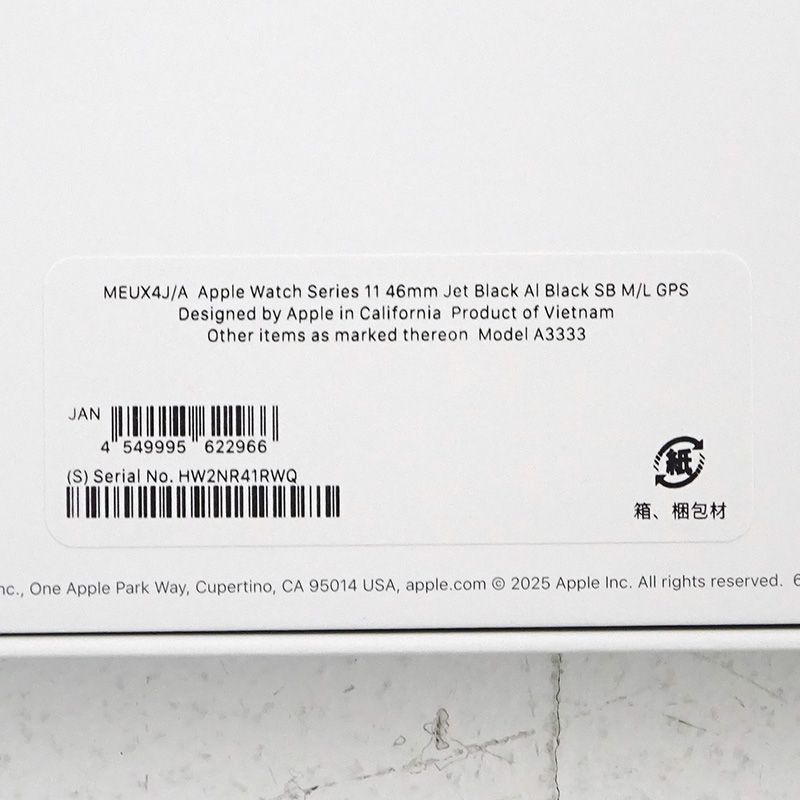 MEUX4J/A Apple Watch Series 11 46mm Jet Black Al Black SB M/L GPS
Designed by Apple in California Product of Vietnam
Other items as marked thereon Model A3333
JAN
4 549995 622966
(S) Serial No. HW2NR41RWQ
紙
箱、梱包材
nc., One Apple Park Way, Cupertino, CA 95014 USA, apple.com © 2025 Apple Inc. All rights reserved. 6